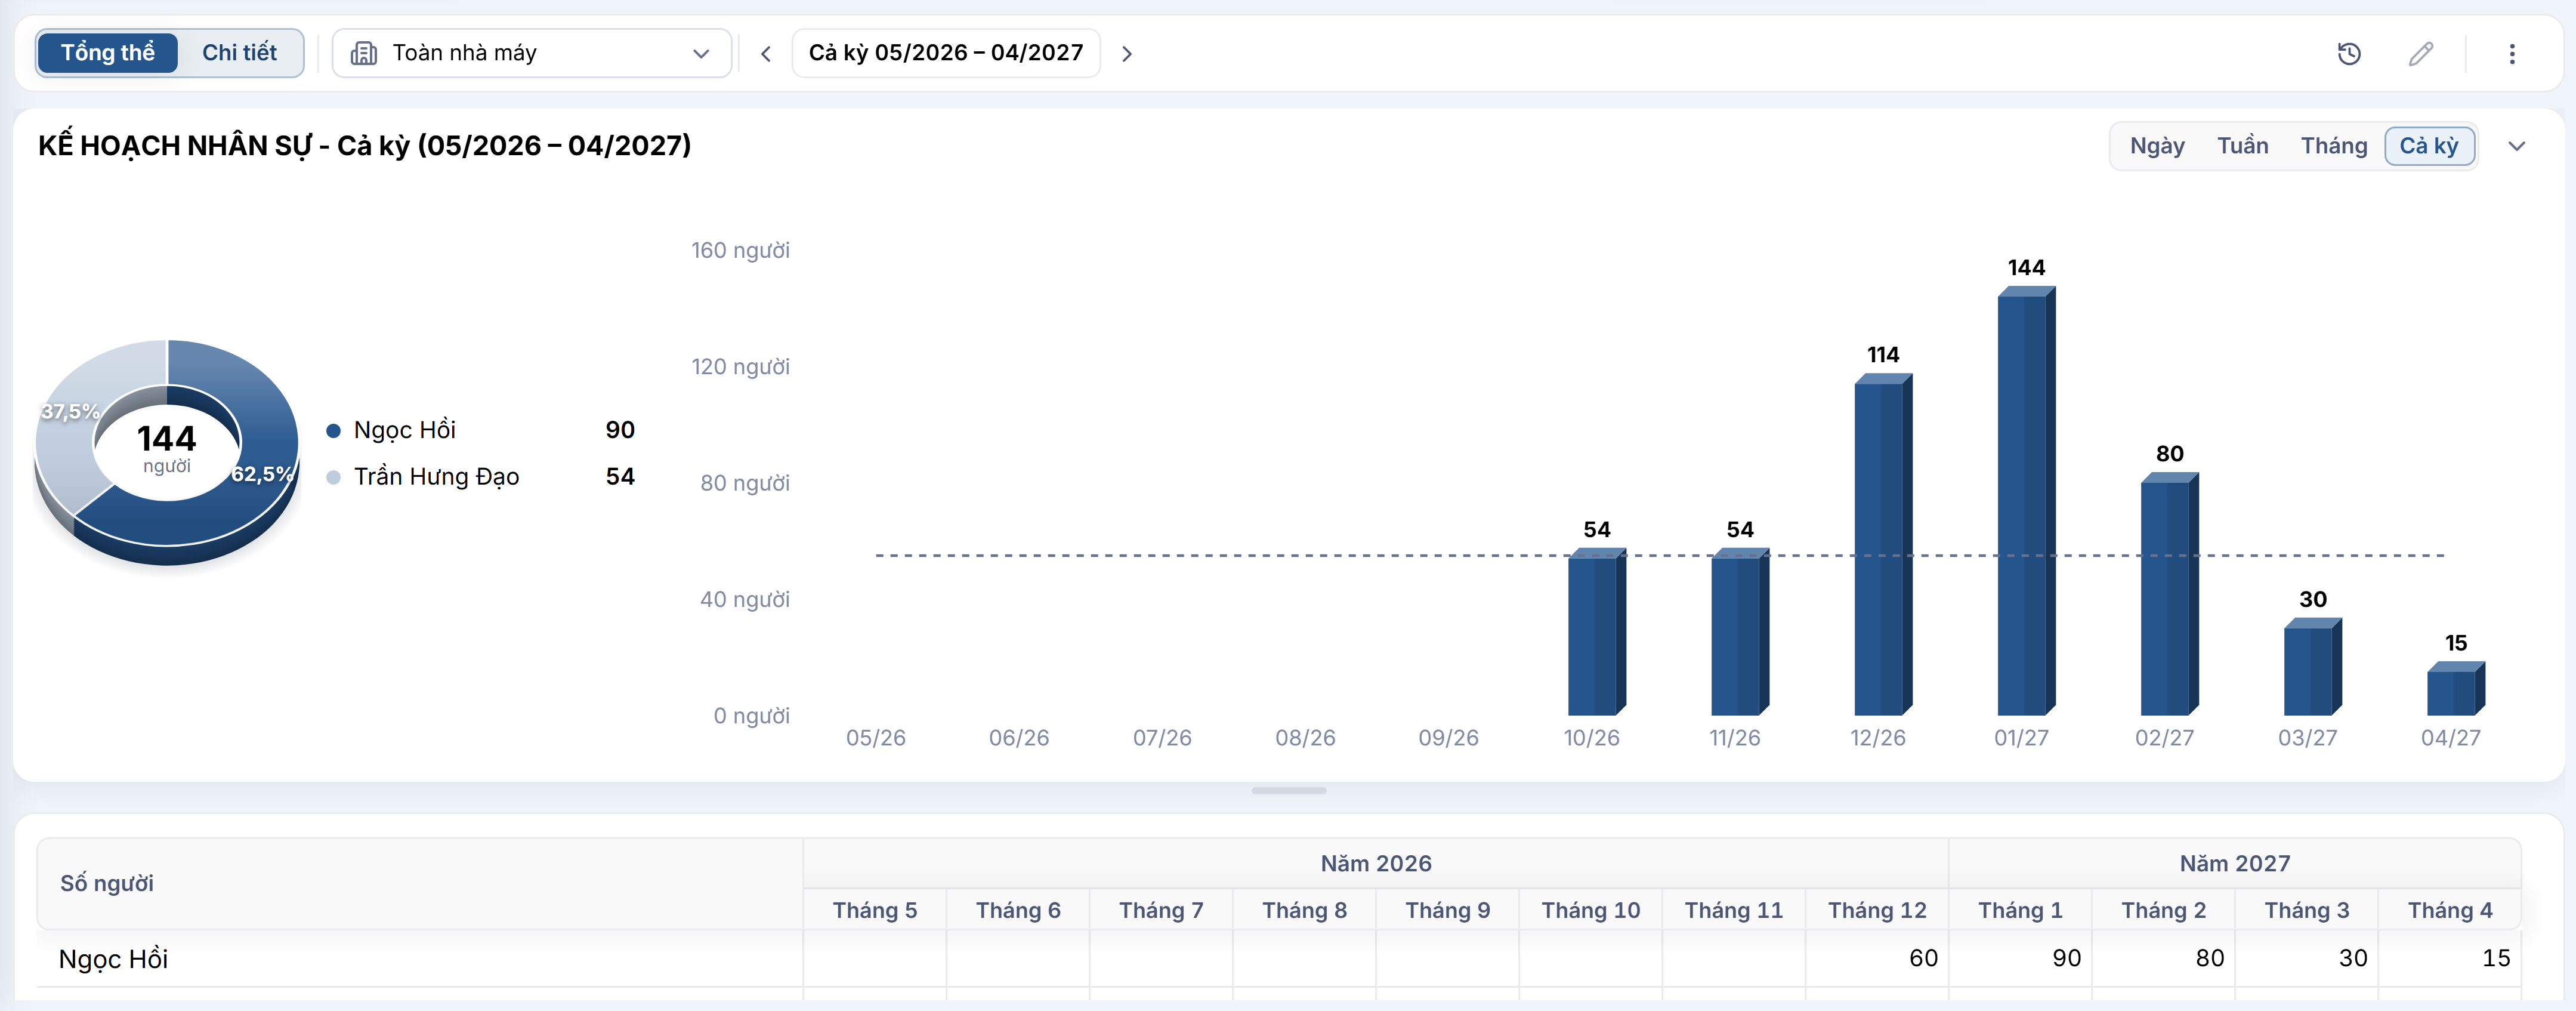 Tổng thể Chi tiết Toàn nhà máy Cả kỳ 05/2026 – 04/2027
KẾ HOẠCH NHÂN SỰ - Cả kỳ (05/2026 – 04/2027) Ngày Tuần Tháng Cả kỳ
37,5%
62,5%
144
người
Ngọc Hồi 90
Trần Hưng Đạo 54
160 người
120 người
80 người
40 người
0 người
54 54 114 144 80 30 15
05/26 06/26 07/26 08/26 09/26 10/26 11/26 12/26 01/27 02/27 03/27 04/27
Số người Năm 2026 Năm 2027
Tháng 5 Tháng 6 Tháng 7 Tháng 8 Tháng 9 Tháng 10 Tháng 11 Tháng 12 Tháng 1 Tháng 2 Tháng 3 Tháng 4
Ngọc Hồi 60 90 80 30 15